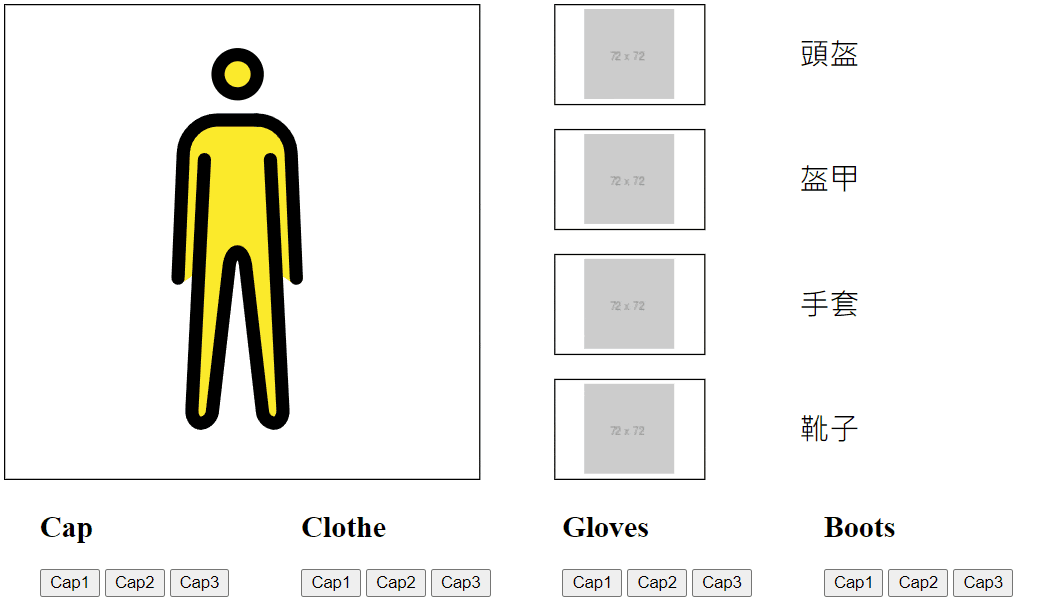 72 x 72
頭盔
72 x 72
盔甲
72 x 72
手套
72 x 72
靴子
Cap Clothe Gloves Boots
Cap1 Cap2 Cap3 Cap1 Cap2 Cap3 Cap1 Cap2 Cap3 Cap1 Cap2 Cap3